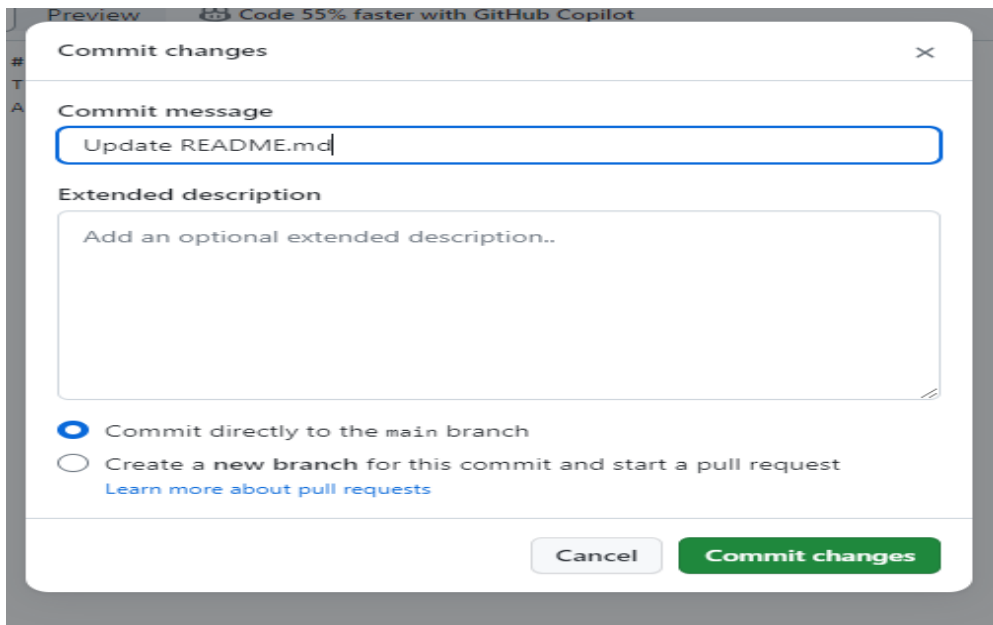 Preview Code 55% faster with GitHub Copilot
Commit changes
#
T
A
Commit message
Update README.md
Extended description
Add an optional extended description..
Commit directly to the main branch
Create a new branch for this commit and start a pull request
Learn more about pull requests
Cancel Commit changes